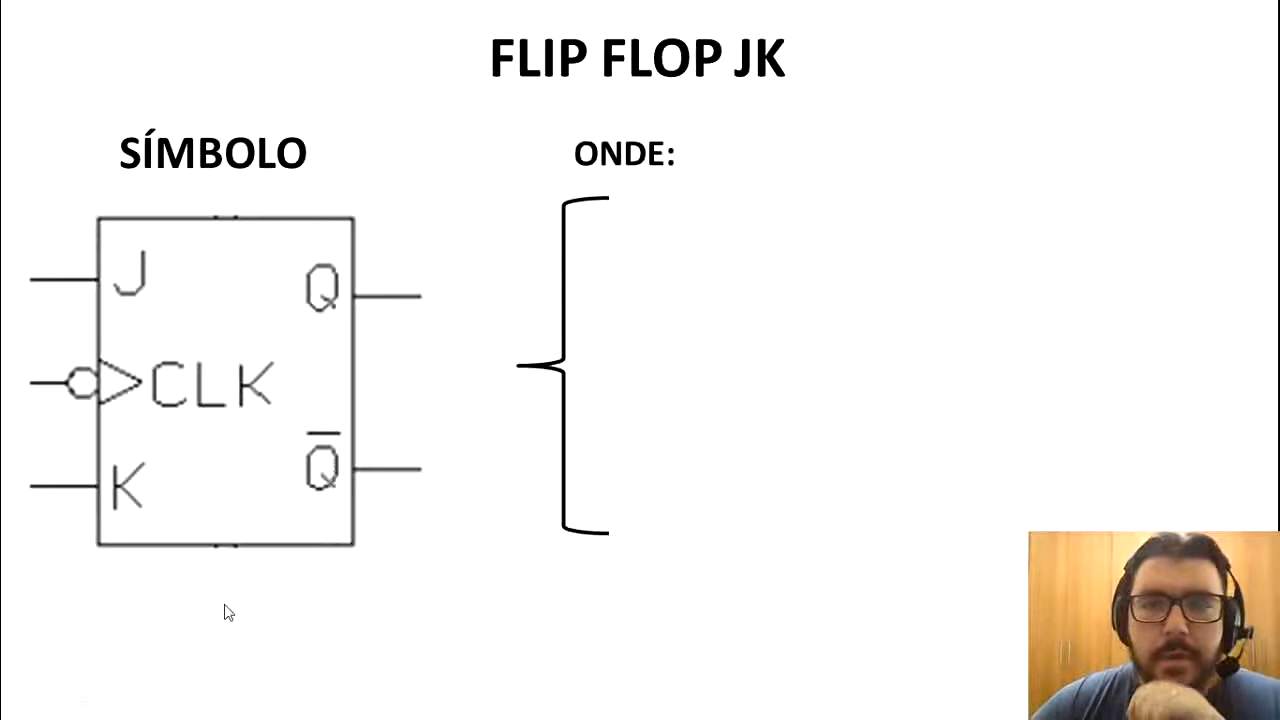 FLIP FLOP JK
SÍMBOLO
ONDE:
J
Q
CLK
K
Q̅